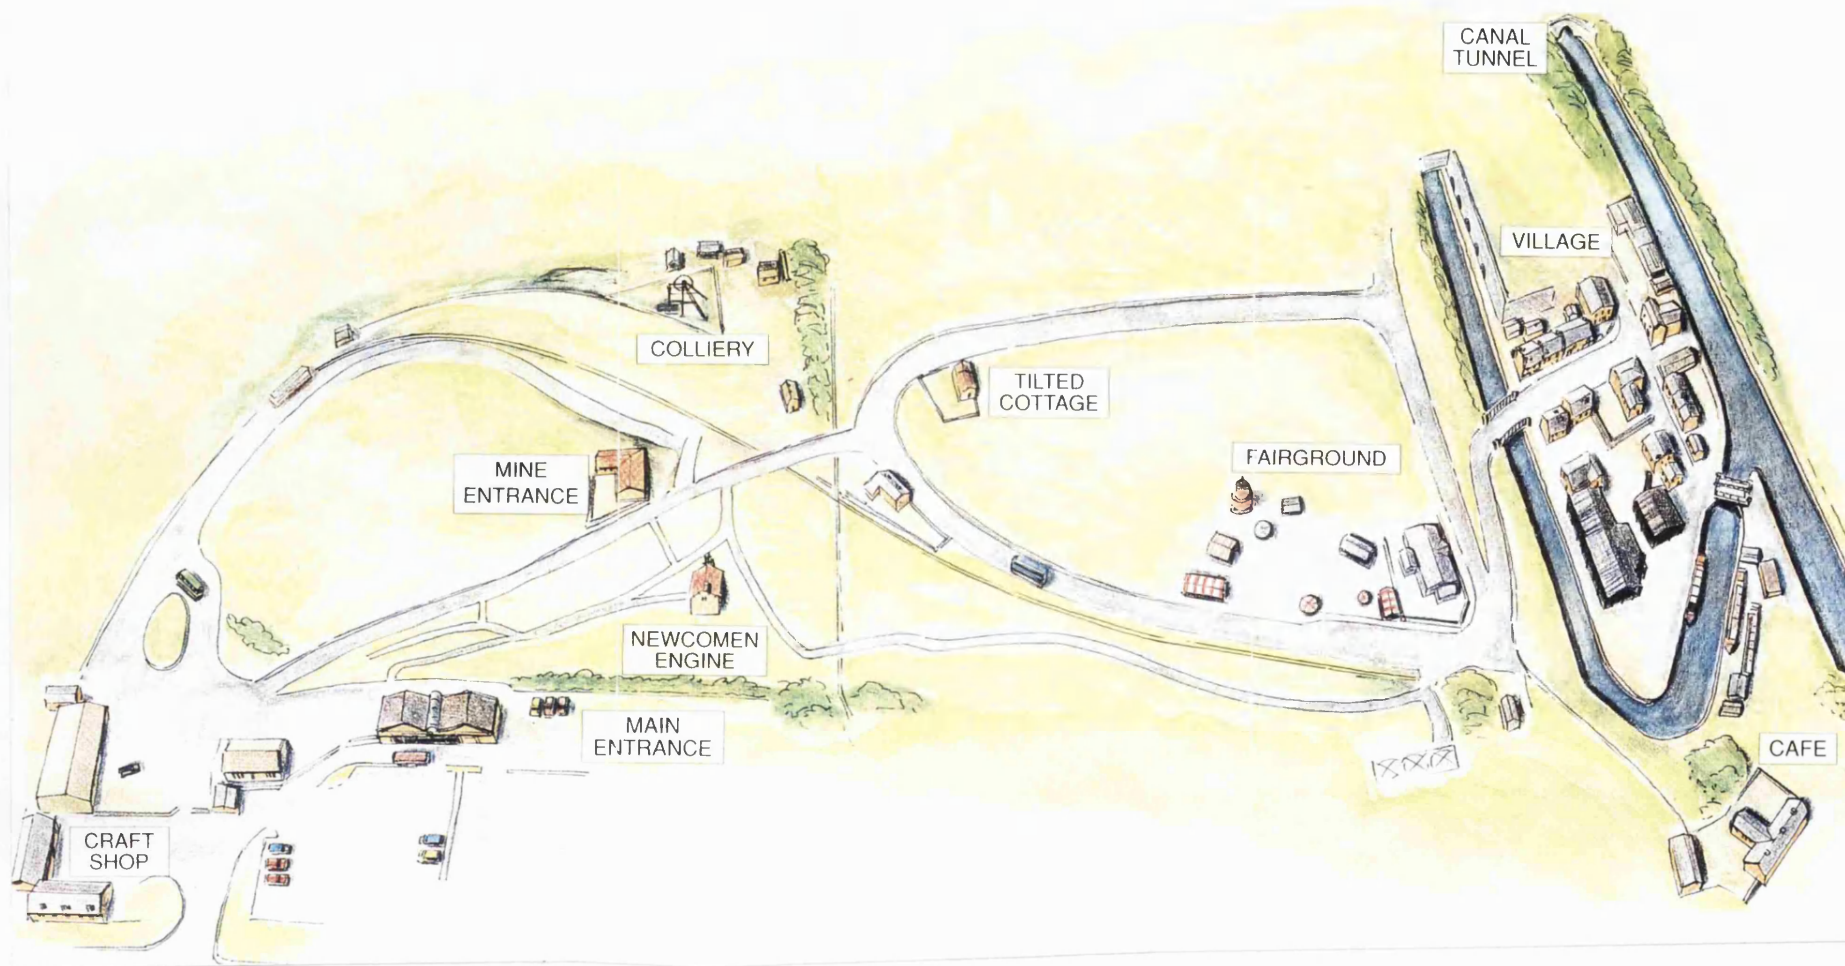 CANAL
TUNNEL
VILLAGE
COLLIERY
TILTED
COTTAGE
FAIRGROUND
MINE
ENTRANCE
NEWCOMEN
ENGINE
MAIN
ENTRANCE
CAFE
CRAFT
SHOP